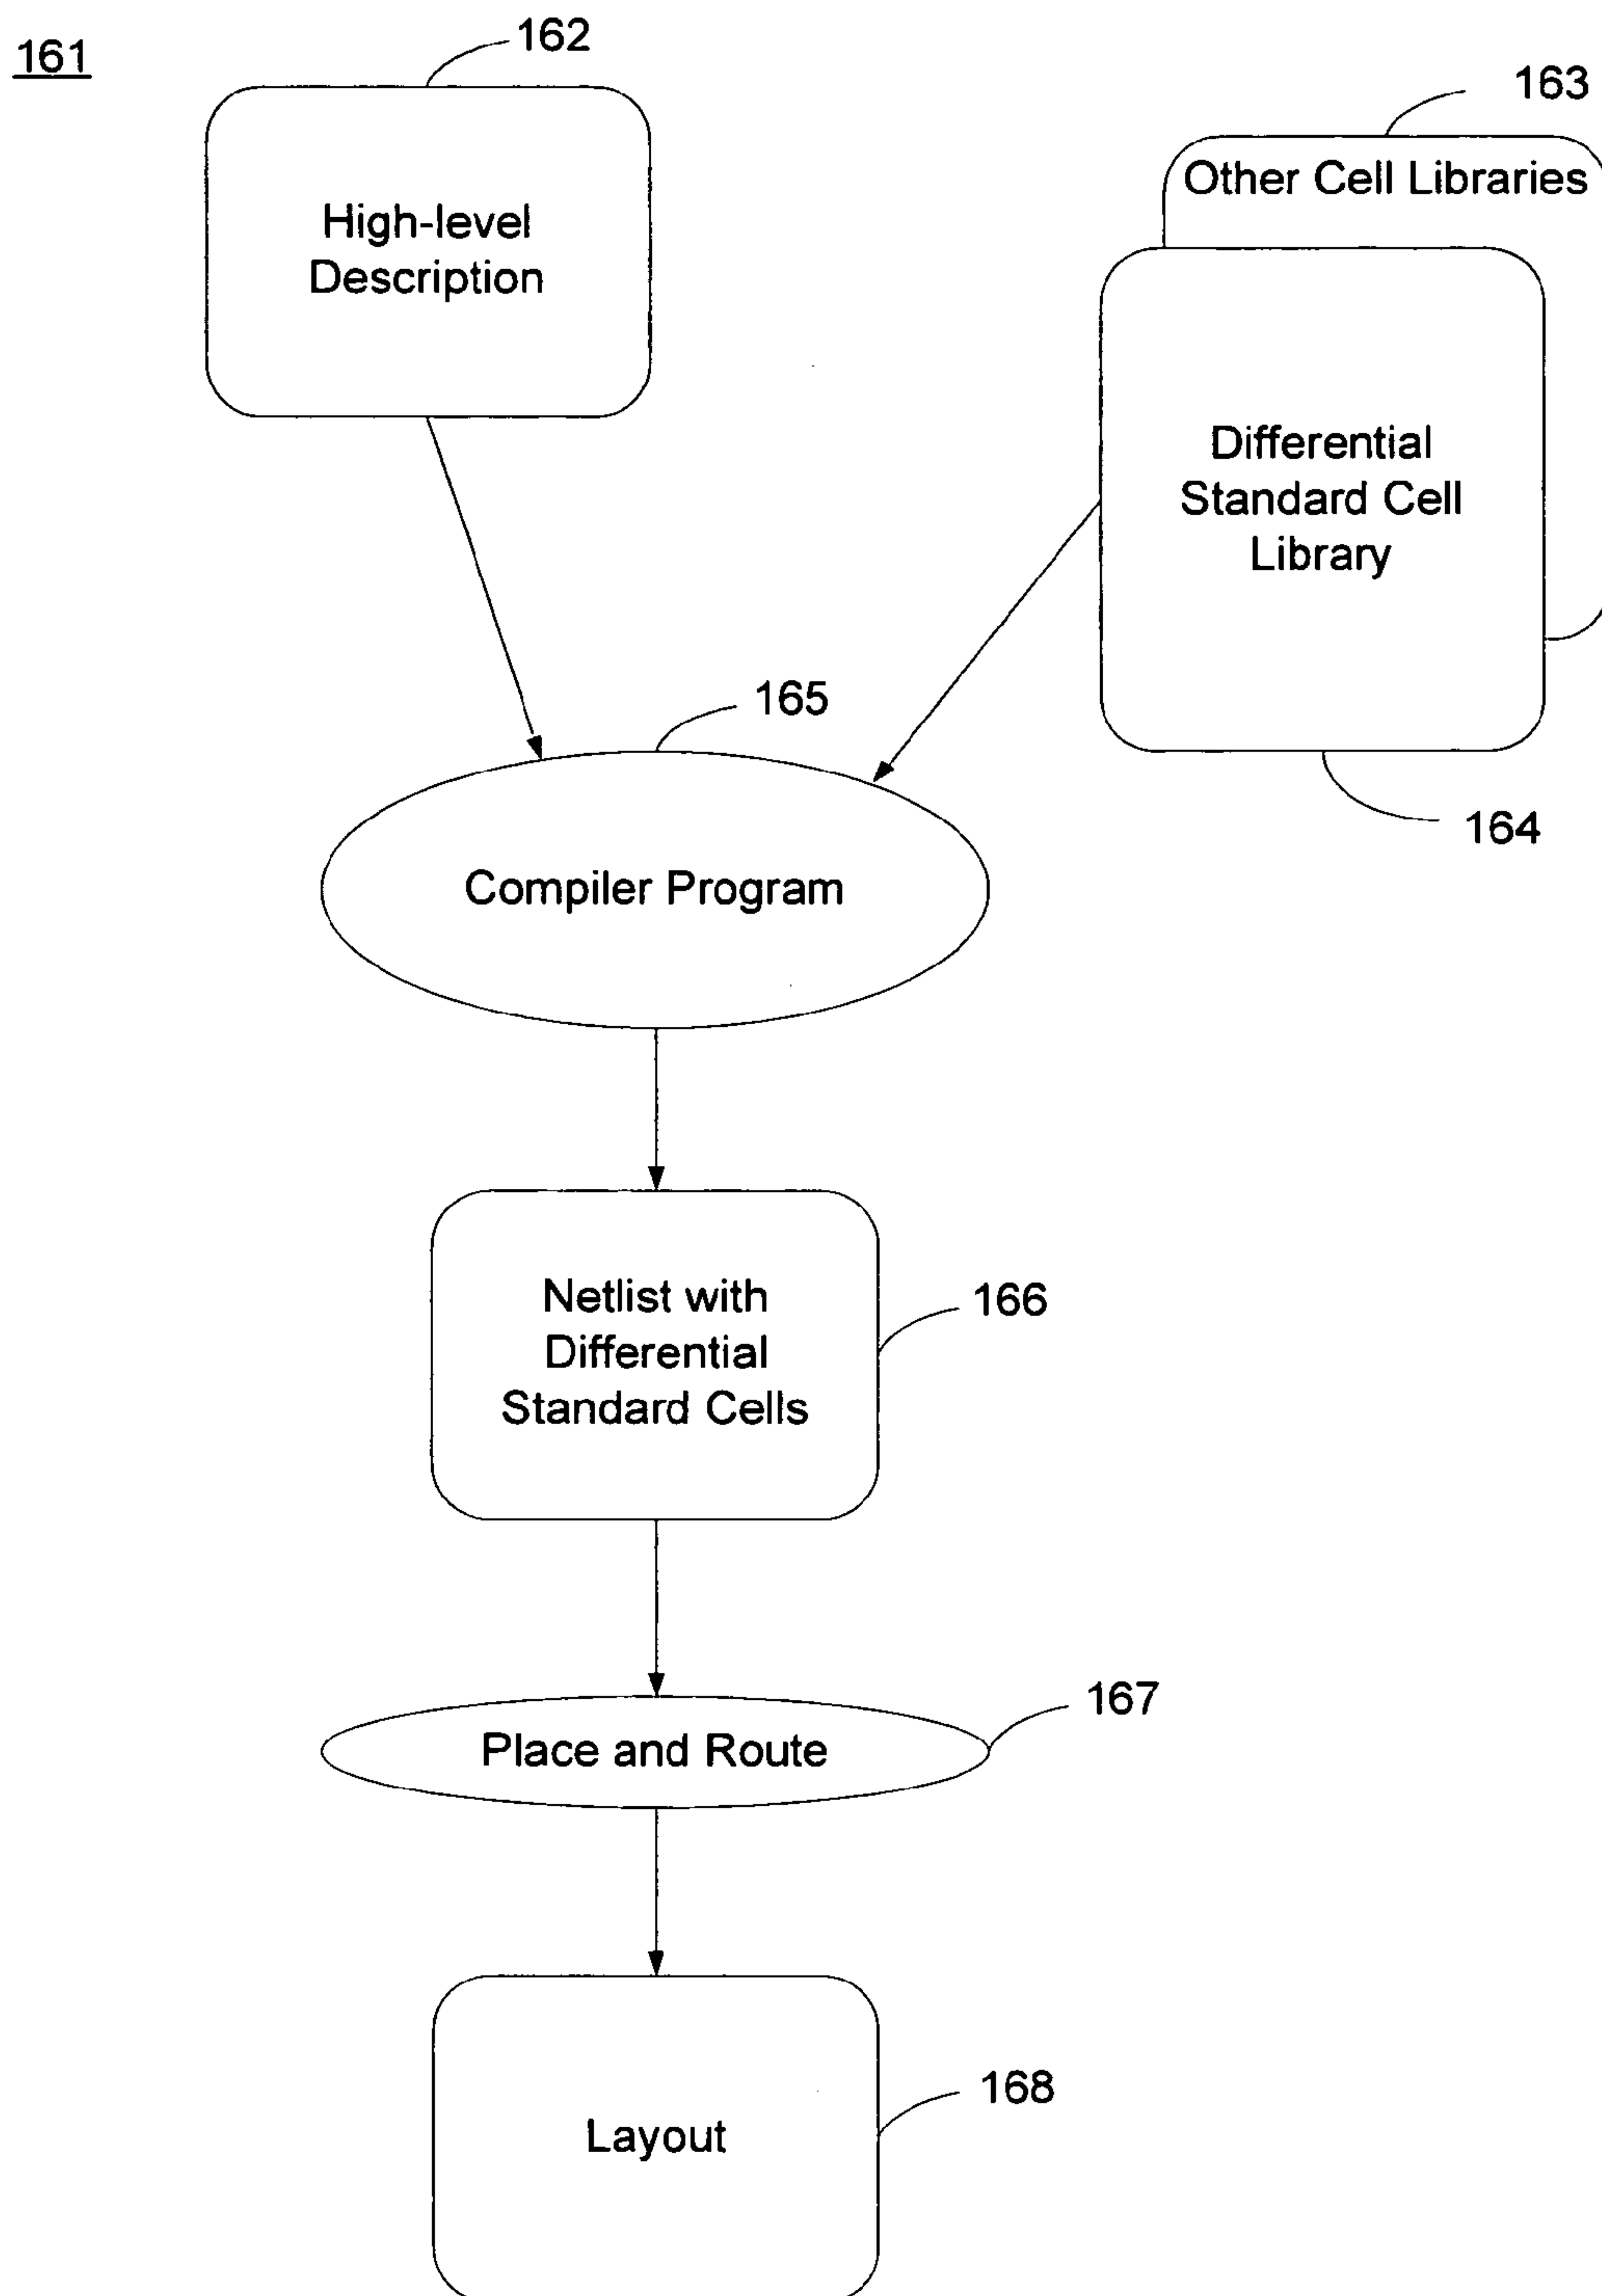 161
162
163
High-level
Description
Other Cell Libraries
Differential
Standard Cell
Library
164
165
Compiler Program
Netlist with
Differential
Standard Cells
166
167
Place and Route
Layout
168